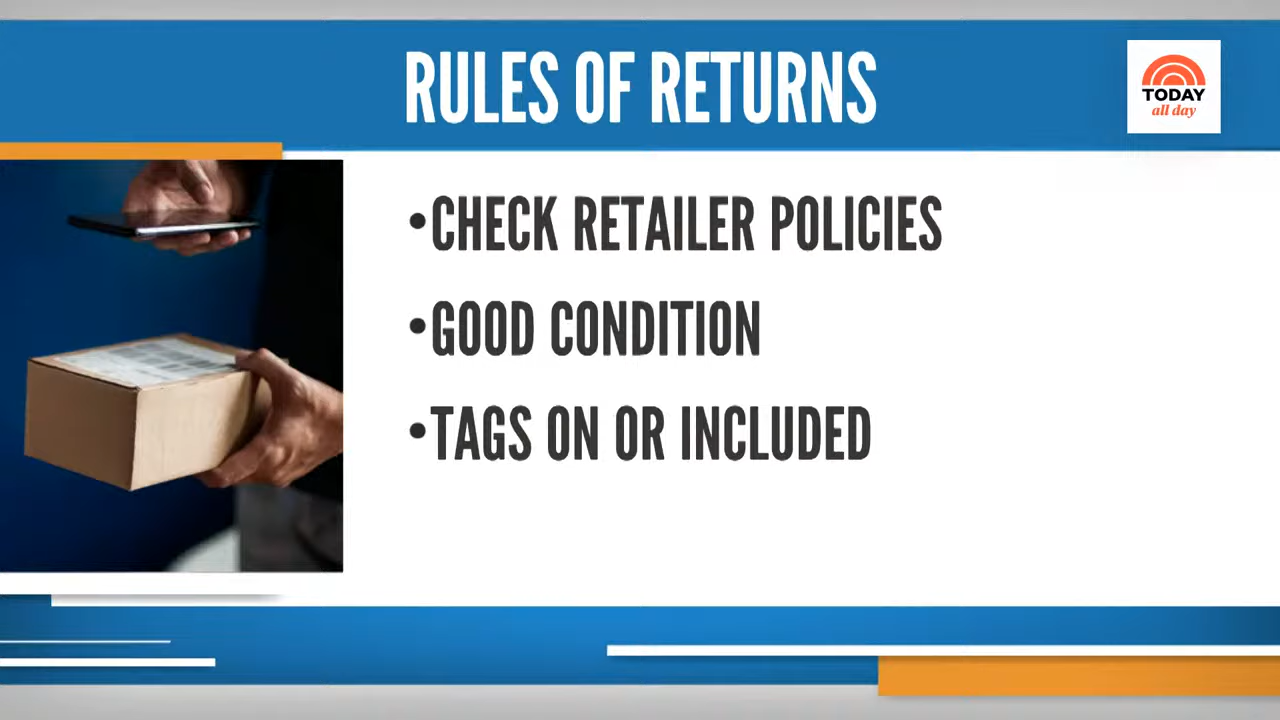 RULES OF RETURNS
TODAY
all day
•CHECK RETAILER POLICIES
•GOOD CONDITION
•TAGS ON OR INCLUDED